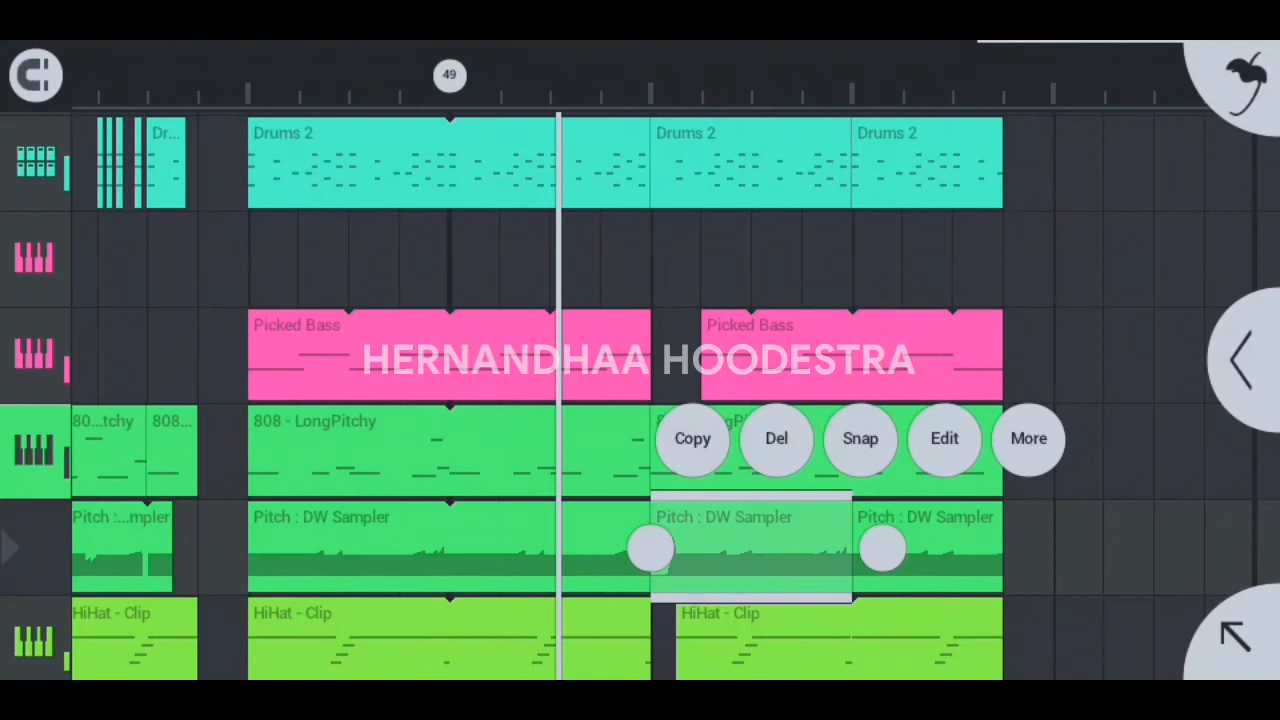 49
Dr...
Drums 2
Drums 2
Drums 2
Picked Bass
Picked Bass
HERNANDHAA HOODESTRA
80...tchy
808...
808 - LongPitchy
Copy
Del
Snap
Edit
More
Pitch :...mpler
Pitch : DW Sampler
Pitch : DW Sampler
Pitch : DW Sampler
HiHat - Clip
HiHat - Clip
HiHat - Clip